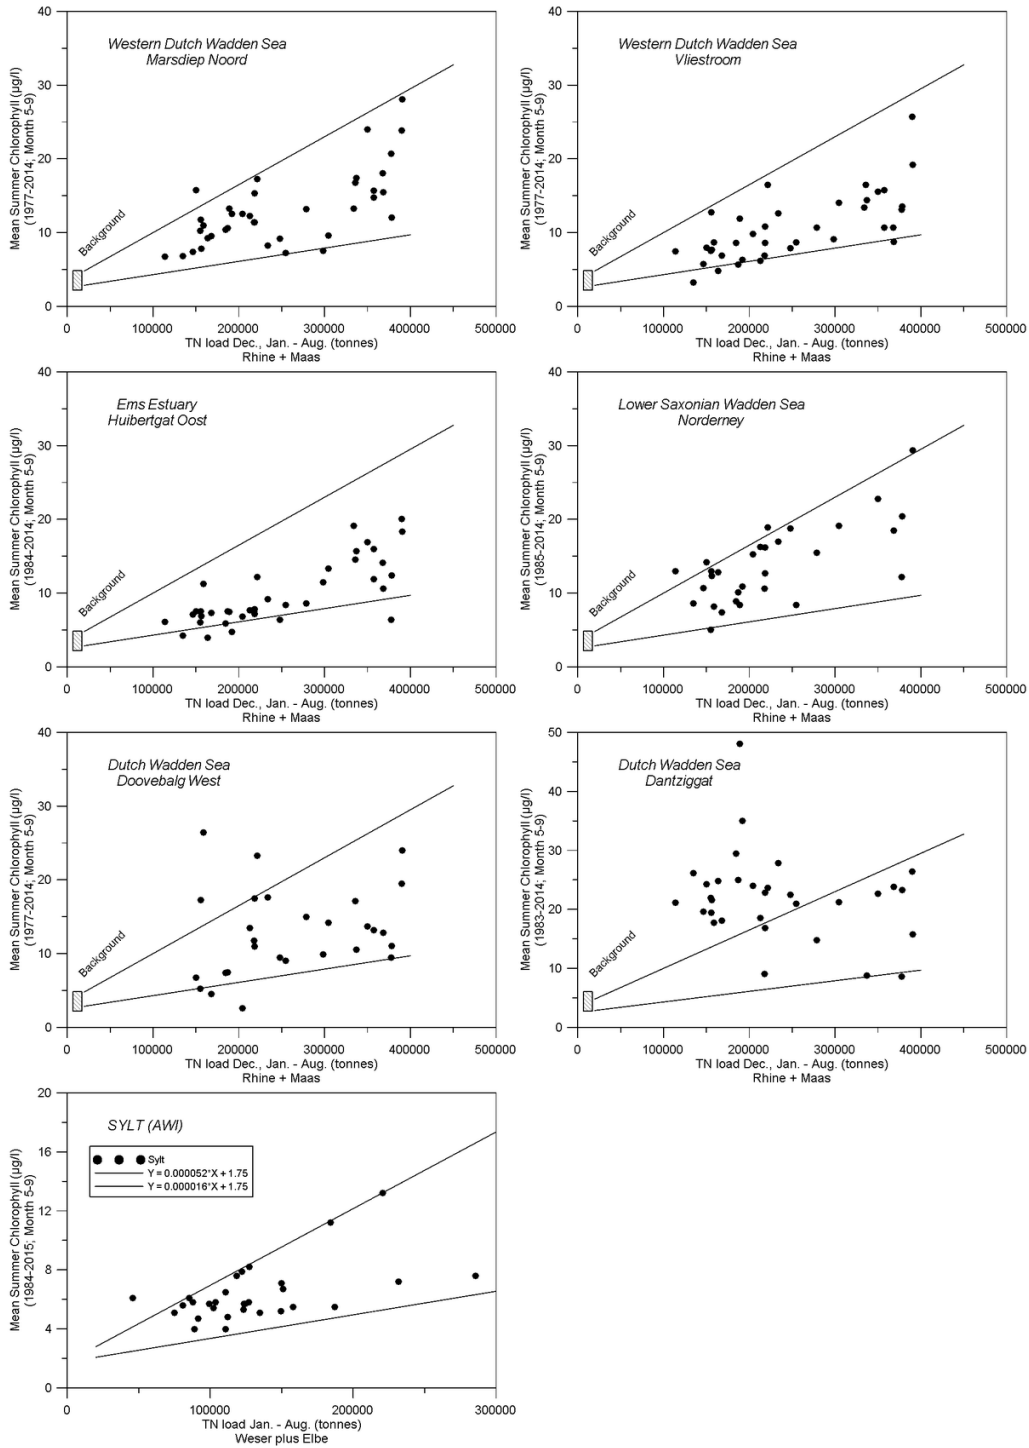 Western Dutch Wadden Sea
Marsdiep Noord
Mean Summer Chlorophyll (µg/l)
(1977-2014; Month 5-9)
40
30
20
10
0
Background
0 100000 200000 300000 400000 500000
TN load Dec., Jan. - Aug. (tonnes)
Rhine + Maas
Western Dutch Wadden Sea
Vliestroom
Mean Summer Chlorophyll (µg/l)
(1977-2014; Month 5-9)
40
30
20
10
0
Background
0 100000 200000 300000 400000 500000
TN load Dec., Jan. - Aug. (tonnes)
Rhine + Maas
Ems Estuary
Huibertgat Oost
Mean Summer Chlorophyll (µg/l)
(1984-2014; Month 5-9)
40
30
20
10
0
Background
0 100000 200000 300000 400000 500000
TN load Dec., Jan. - Aug. (tonnes)
Rhine + Maas
Lower Saxonian Wadden Sea
Norderney
Mean Summer Chlorophyll (µg/l)
(1985-2014; Month 5-9)
40
30
20
10
0
Background
0 100000 200000 300000 400000 500000
TN load Dec., Jan. - Aug. (tonnes)
Rhine + Maas
Dutch Wadden Sea
Doovebalg West
Mean Summer Chlorophyll (µg/l)
(1977-2014; Month 5-9)
40
30
20
10
0
Background
0 100000 200000 300000 400000 500000
TN load Dec., Jan. - Aug. (tonnes)
Rhine + Maas
Dutch Wadden Sea
Dantziggat
Mean Summer Chlorophyll (µg/l)
(1983-2014; Month 5-9)
50
40
30
20
10
0
Background
0 100000 200000 300000 400000 500000
TN load Dec., Jan. - Aug. (tonnes)
Rhine + Maas
SYLT (AWI)
Sylt
Y = 0.000052*X + 1.75
Y = 0.000016*X + 1.75
Mean Summer Chlorophyll (µg/l)
(1984-2015; Month 5-9)
20
16
12
8
4
0
0 100000 200000 300000
TN load Jan. - Aug. (tonnes)
Weser plus Elbe